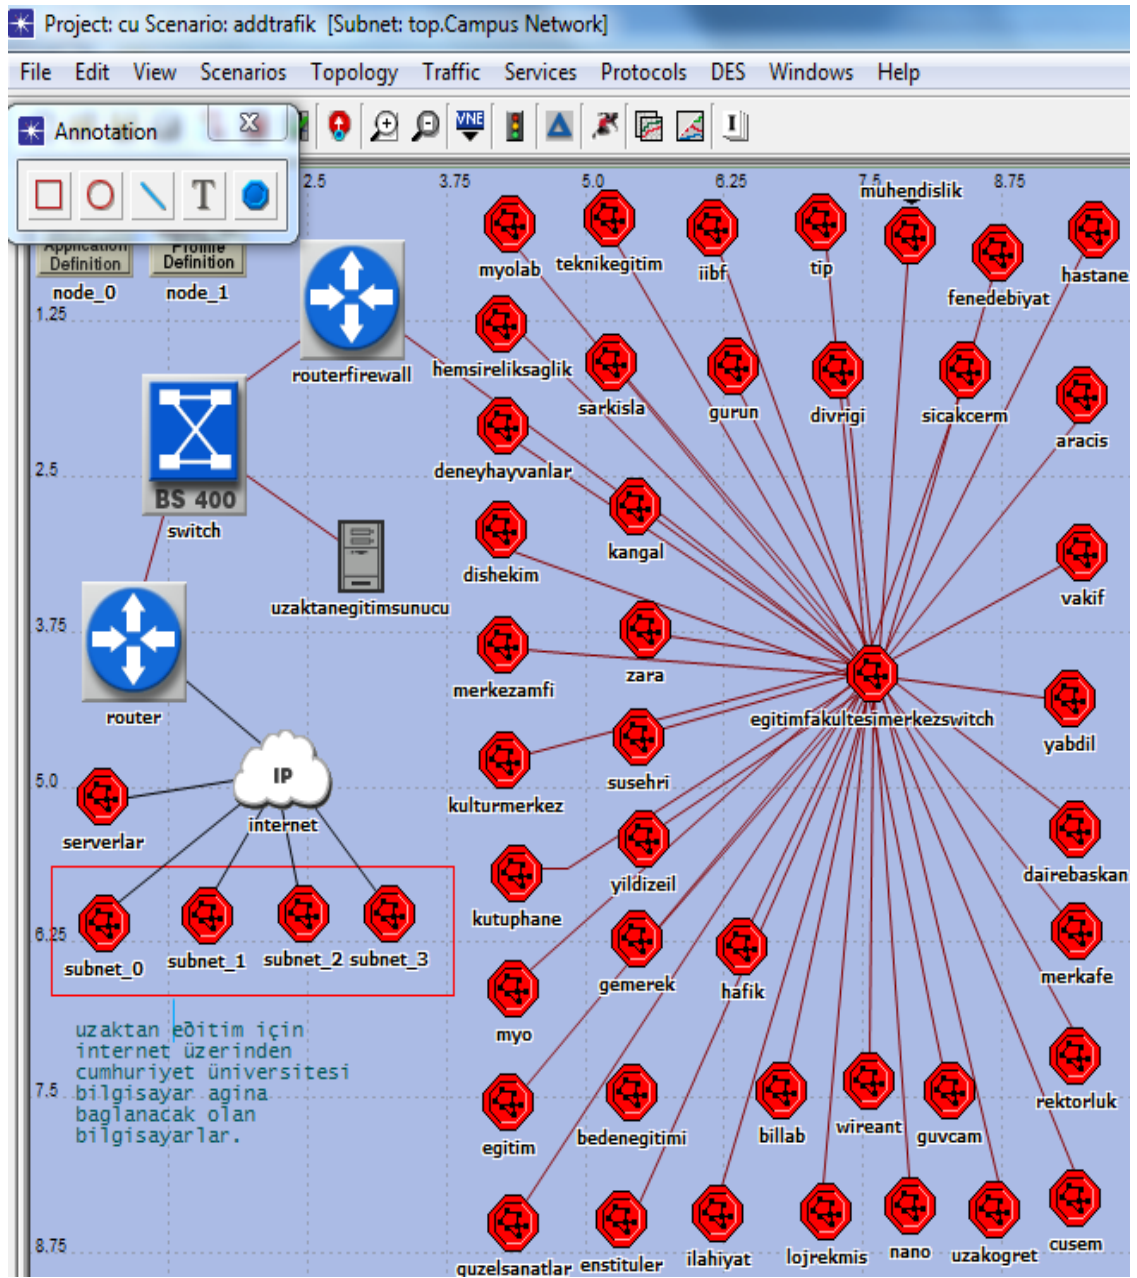 Project: cu Scenario: addtrafik [Subnet: top.Campus Network]
File Edit View Scenarios Topology Traffic Services Protocols DES Windows Help
Annotation
VNE
T
2.5 3.75 5.0 6.25 7.5 8.75
Application Definition
node_0
Profile Definition
node_1
1.25
2.5
3.75
5.0
6.25
7.5
8.75
routerfirewall
BS 400
switch
uzaktanegitimsunucu
router
IP
internet
serverlar
subnet_0
subnet_1
subnet_2
subnet_3
uzaktan eðitim için
internet üzerinden
cumhuriyet üniversitesi
bilgisayar agina
baglanacak olan
bilgisayarlar.
myolab
teknikegitim
iibf
tip
muhendislik
fenedebiyat
hastane
hemsireliksaglik
sarkisla
gurun
divrigi
sicakcerm
aracis
deneyhayvanlar
kangal
dishekim
vakif
merkezamfi
zara
egitimfakultesimerkezswitch
yabdil
kulturmerkez
susehri
kutuphane
yildizeil
dairebaskan
gemerek
hafik
merkafe
myo
egitim
bedenegitimi
billab
wireant
guvcam
rektorluk
guzelsanatlar
enstituler
ilahiyat
lojrekmis
nano
uzakogret
cusem